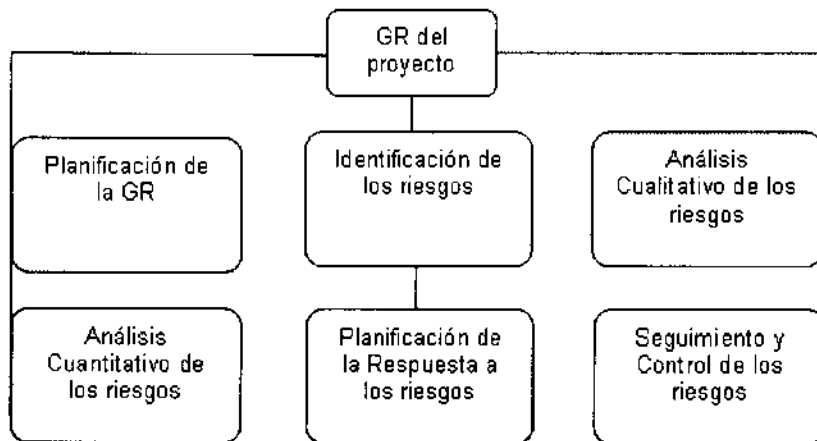 GR del
proyecto
Planificación de
la GR
Identificación de
los riesgos
Análisis
Cualitativo de los
riesgos
Análisis
Cuantitativo de
los riesgos
Planificación de
la Respuesta a
los riesgos
Seguimiento y
Control de los
riesgos